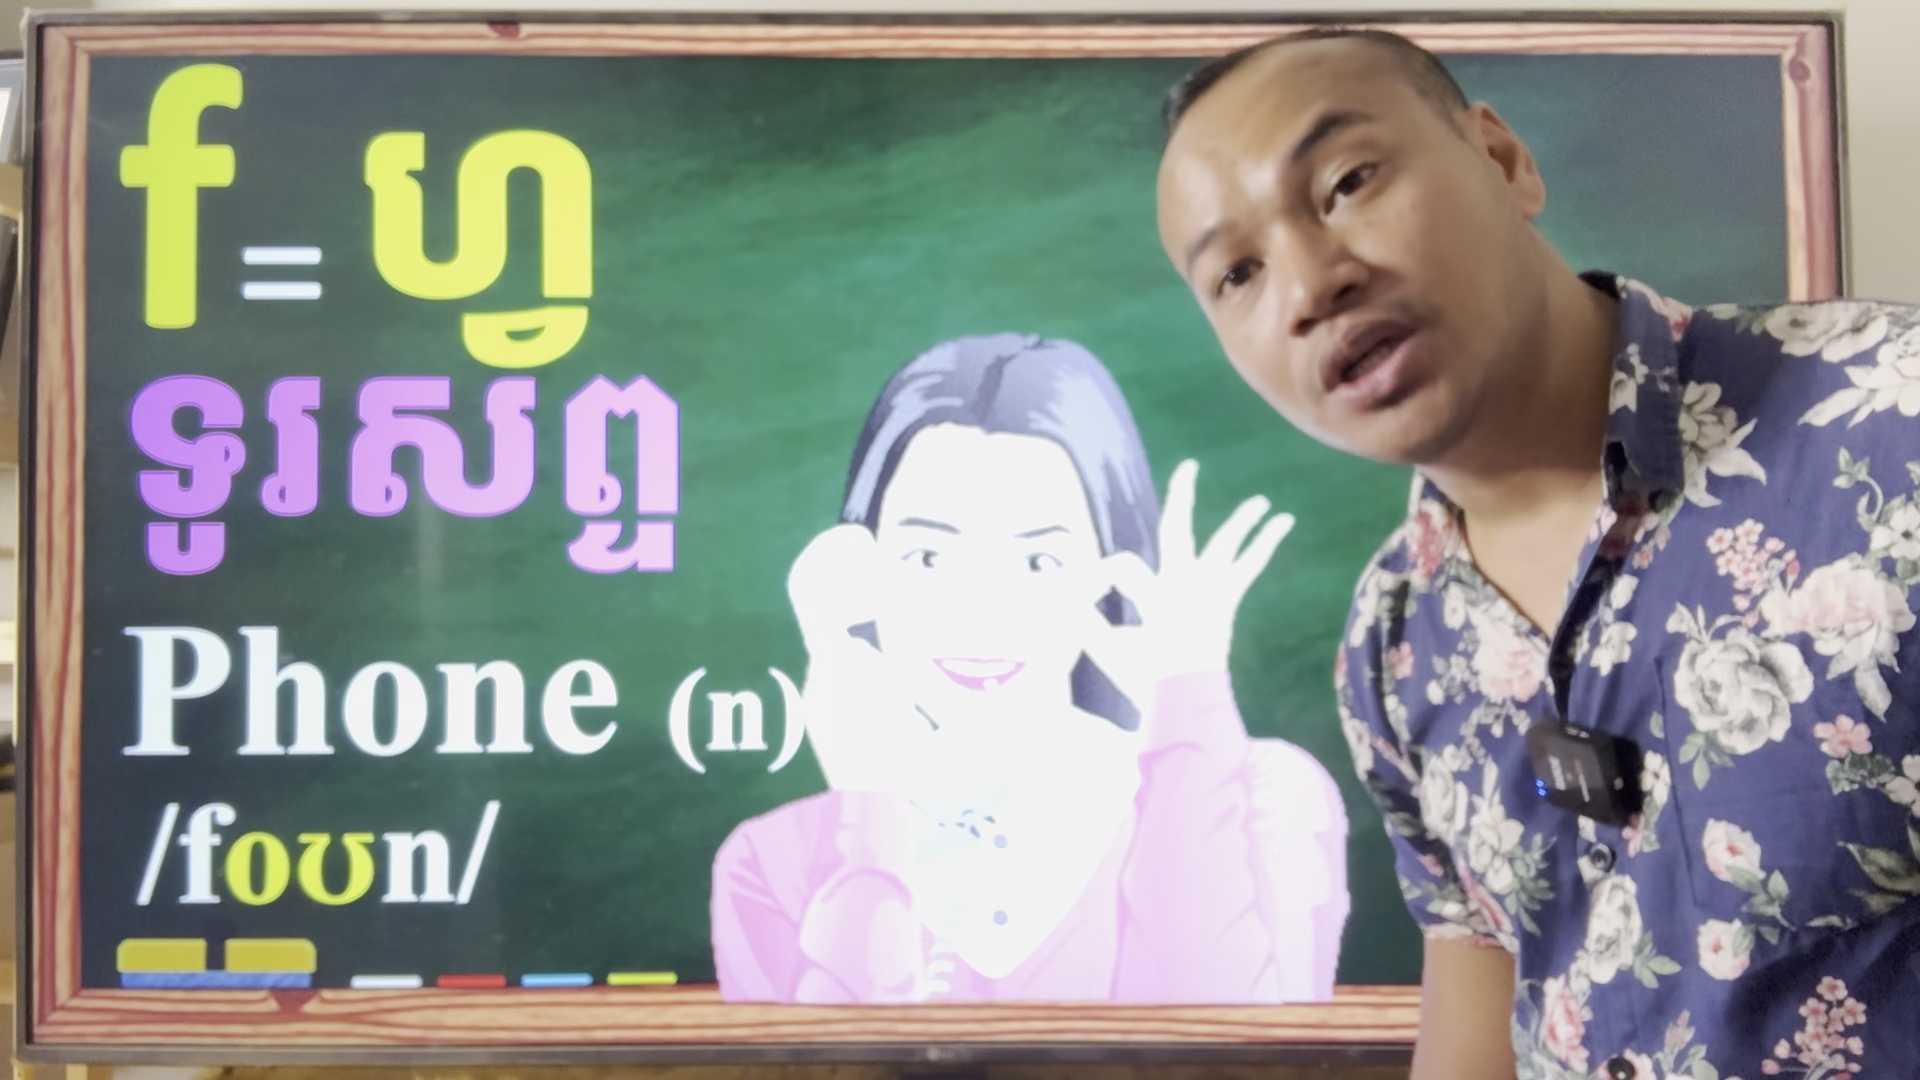 f = ហ្វ
ទូរសព្ទ
Phone (n)
/foʊn/